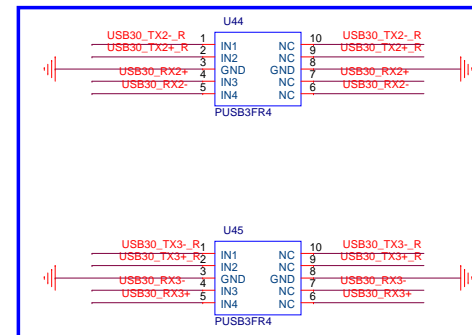 U44
USB30_TX2-_R 1 IN1 NC 10 USB30_TX2-_R
USB30_TX2+_R 2 IN2 NC 9 USB30_TX2+_R
3 GND GND 8
USB30_RX2+ 4 IN3 NC 7 USB30_RX2+
USB30_RX2- 5 IN4 NC 6 USB30_RX2-
PUSB3FR4
U45
USB30_TX3-_R 1 IN1 NC 10 USB30_TX3-_R
USB30_TX3+_R 2 IN2 NC 9 USB30_TX3+_R
3 GND GND 8
USB30_RX3- 4 IN3 NC 7 USB30_RX3-
USB30_RX3+ 5 IN4 NC 6 USB30_RX3+
PUSB3FR4